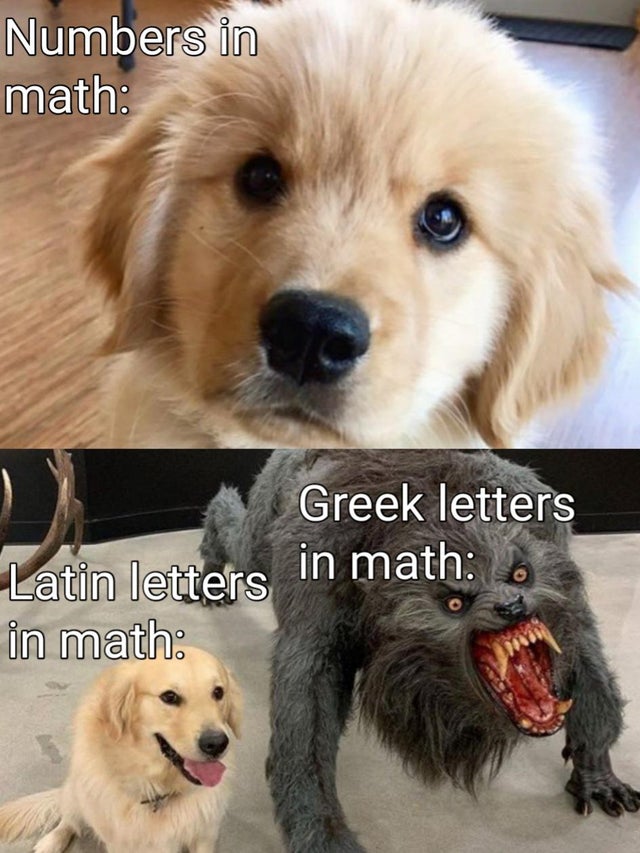 Numbers in
math:
Greek letters
in math:
Latin letters
in math: